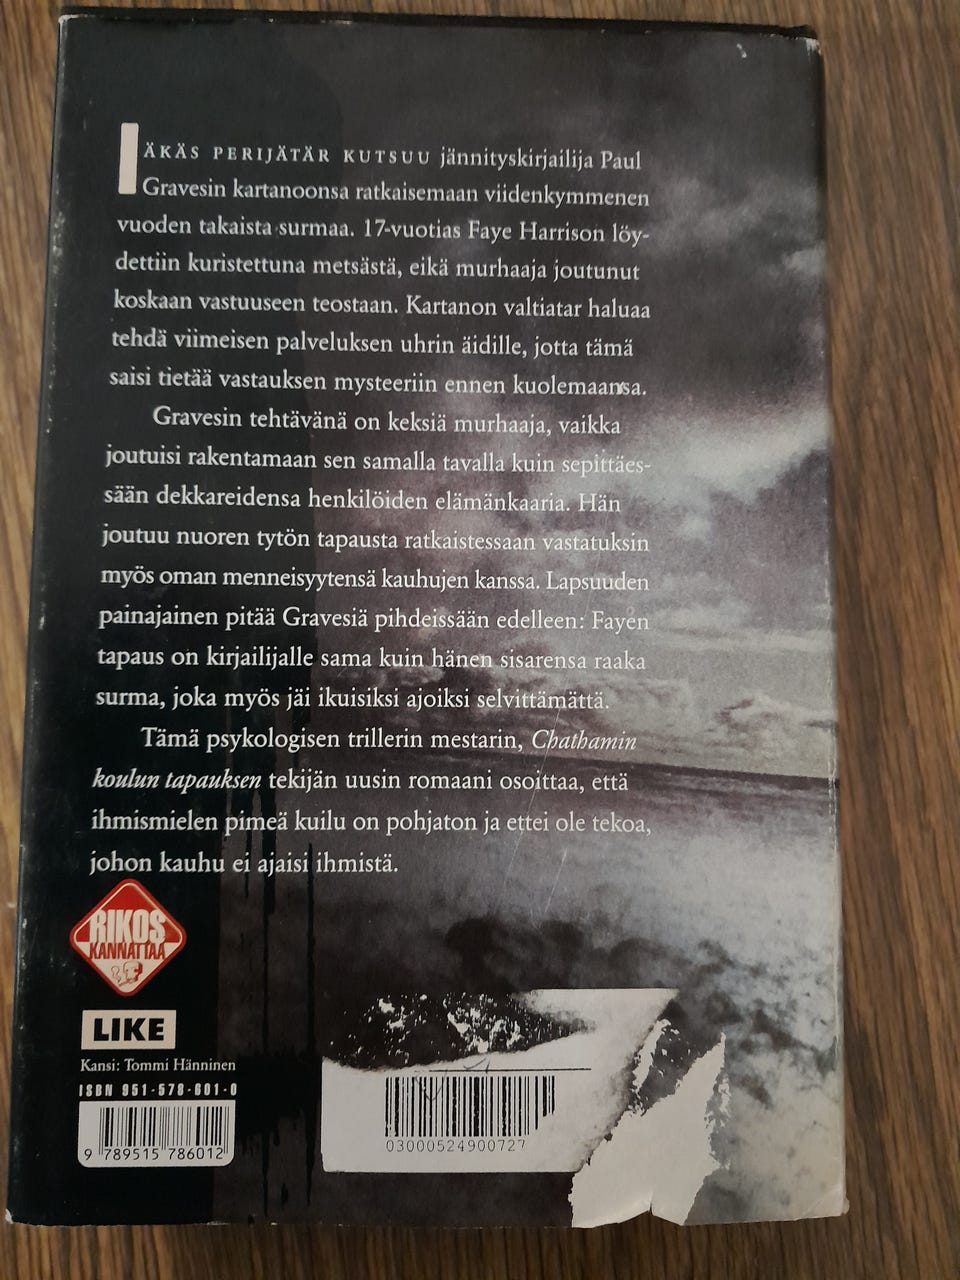 IÄKÄS PERIJÄTÄR KUTSUU jännityskirjailija Paul
Gravesin kartanoonsa ratkaisemaan viidenkymmenen
vuoden takaista surmaa. 17-vuotias Faye Harrison löy-
dettiin kuristettuna metsästä, eikä murhaaja joutunut
koskaan vastuuseen teostaan. Kartanon valtiatar haluaa
tehdä viimeisen palveluksen uhrin äidille, jotta tämä
saisi tietää vastauksen mysteeriin ennen kuolemaansa.
Gravesin tehtävänä on keksiä murhaaja, vaikka
joutuisi rakentamaan sen samalla tavalla kuin sepittäes-
sään dekkareidensa henkilöiden elämänkaaria. Hän
joutuu nuoren tytön tapausta ratkaistessaan vastatuksin
myös oman menneisyytensä kauhujen kanssa. Lapsuuden
painajainen pitää Gravesiä pihdeissään edelleen: Fayen
tapaus on kirjailijalle sama kuin hänen sisarensa raaka
surma, joka myös jäi ikuisiksi ajoiksi selvittämättä.
Tämä psykologisen trillerin mestarin, Chathamin
koulun tapauksen tekijän uusin romaani osoittaa, että
ihmismielen pimeä kuilu on pohjaton ja ettei ole tekoa,
johon kauhu ei ajaisi ihmistä.
RIKOS
KANNATTAA
LIKE
Kansi: Tommi Hänninen
ISBN 951-578-601-0
9 789515 786012
03000524900727